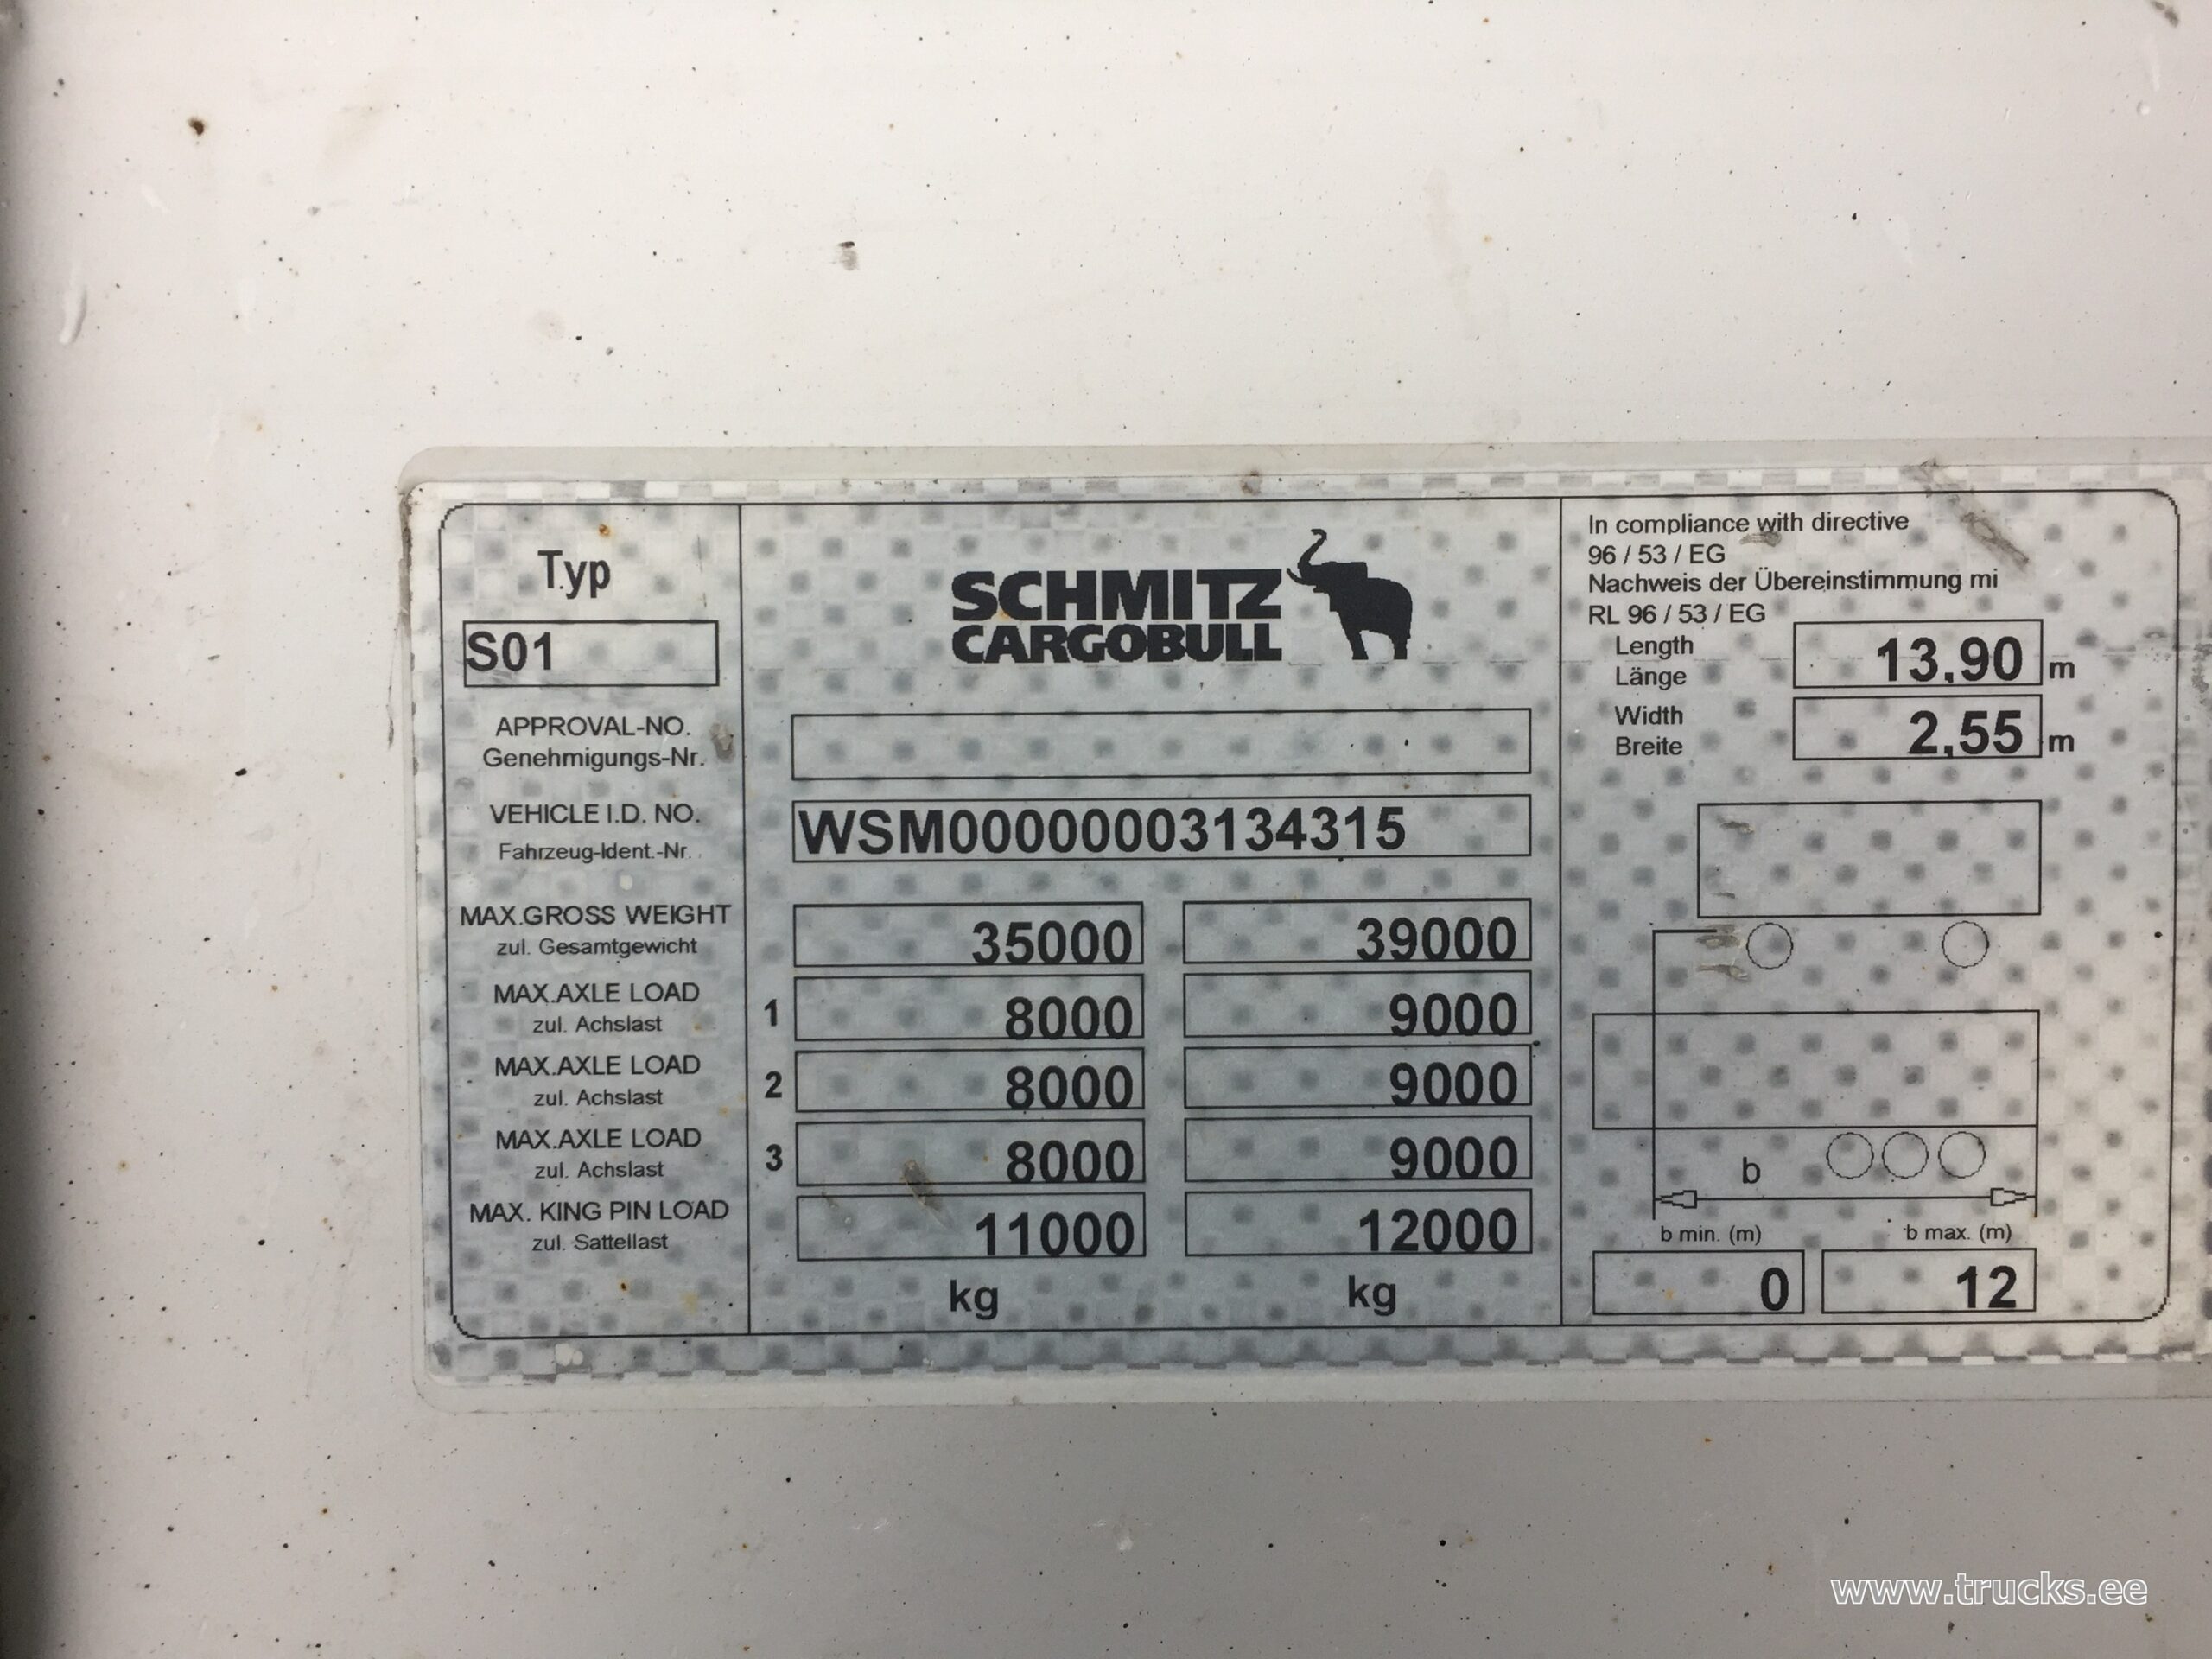 Typ
S01
SCHMITZ
CARGOBULL
APPROVAL-NO.
Genehmigungs-Nr.
VEHICLE I.D. NO.
Fahrzeug-Ident.-Nr.
WSM00000003134315
MAX.GROSS WEIGHT
zul. Gesamtgewicht
35000 39000
MAX.AXLE LOAD
zul. Achslast
1 8000 9000
MAX.AXLE LOAD
zul. Achslast
2 8000 9000
MAX.AXLE LOAD
zul. Achslast
3 8000 9000
MAX. KING PIN LOAD
zul. Sattellast
11000 12000
kg kg
In compliance with directive
96 / 53 / EG
Nachweis der Übereinstimmung mi
RL 96 / 53 / EG
Length
Länge
13,90 m
Width
Breite
2,55 m
b
b min. (m) b max. (m)
0 12
www.trucks.ee